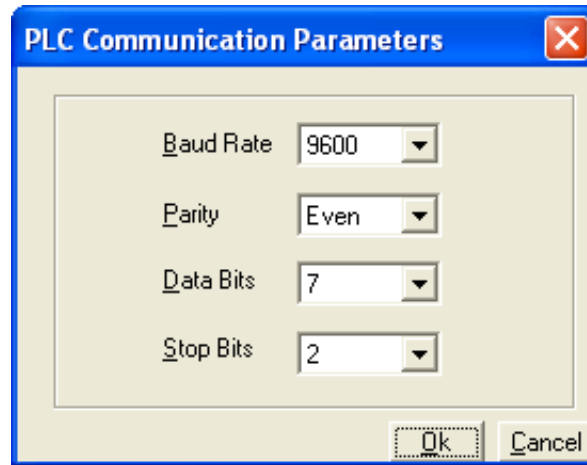 PLC Communication Parameters
Baud Rate 9600
Parity Even
Data Bits 7
Stop Bits 2
Ok Cancel